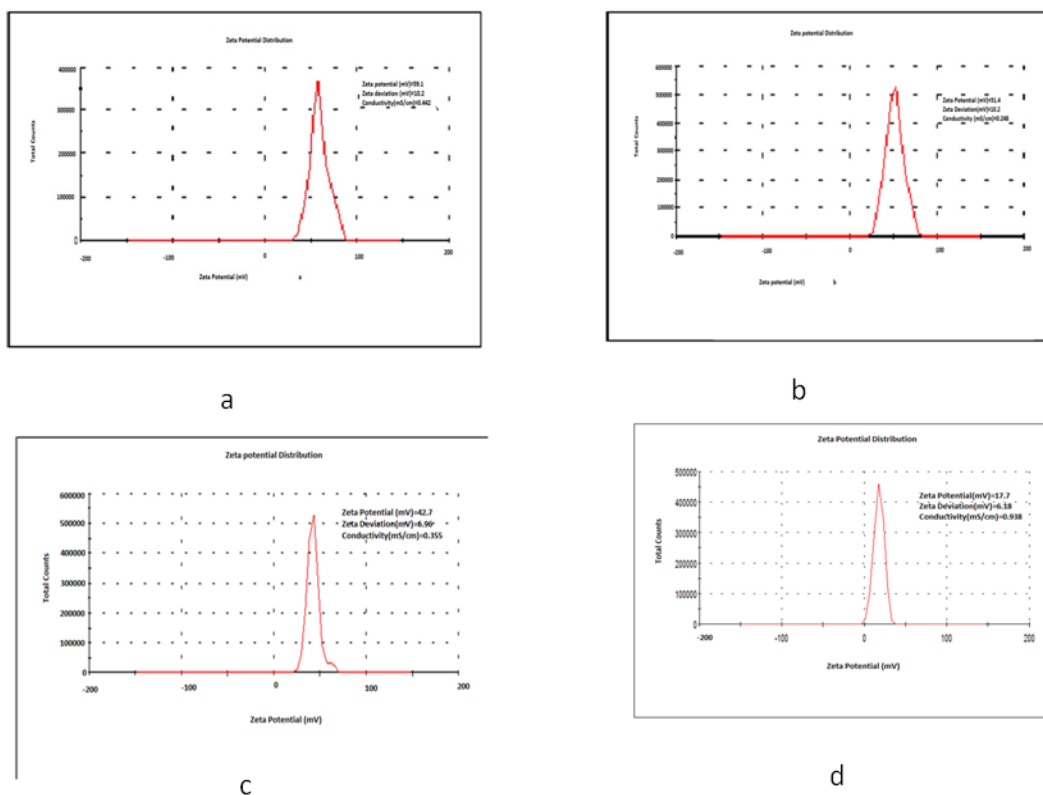 Zeta Potential Distribution
400000
300000
200000
100000
0
Total Counts
Zeta potential (mV)=59.1
Zeta deviation (mV)=10.2
Conductivity(mS/cm)=0.442
-200
-100
0
100
200
Zeta Potential (mV)
a
a
Zeta potential Distribution
600000
500000
400000
300000
200000
100000
0
Total Counts
Zeta Potential (mV)=51.4
Zeta Deviation(mV)=10.2
Conductivity (mS/cm)=0.248
-200
-100
0
100
200
Zeta potential (mV)
b
b
Zeta potential Distribution
600000
500000
400000
300000
200000
100000
0
Total Counts
Zeta Potential (mV)=42.7
Zeta Deviation(mV)=6.96
Conductivity(mS/cm)=0.355
-200
-100
0
100
200
Zeta Potential (mV)
c
Zeta Potential Distribution
500000
400000
300000
200000
100000
0
Total Counts
Zeta Potential(mV)=17.7
Zeta Deviation(mV)=6.18
Conductivity(mS/cm)=0.938
-200
-100
0
100
200
Zeta Potential (mV)
d